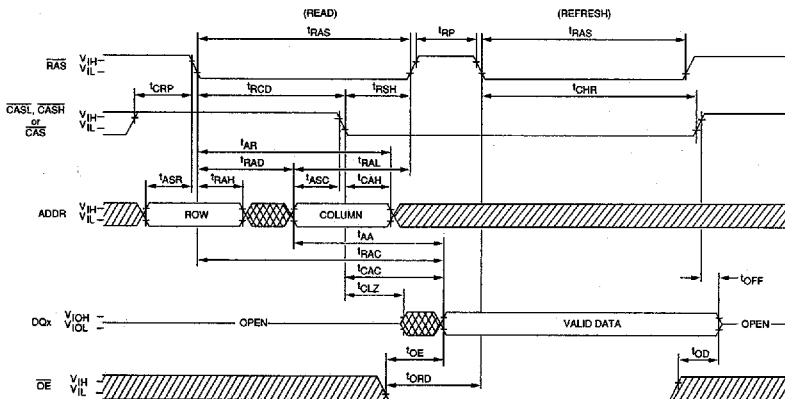 (READ) (REFRESH)
tRAS tRP tRAS
RAS VIH
VIL
tCRP tRCD tRSH tCHR
CASL, CASH
or
CAS
VIH
VIL
tAR
tRAD tRAL
tASR tRAH tASC tCAH
ADDR VIH
VIL
ROW COLUMN
tAA
tRAC
tCAC
tCLZ
tOFF
DQx VIOH
VIOL
OPEN VALID DATA OPEN
tOE tOD
tORD
OE VIH
VIL